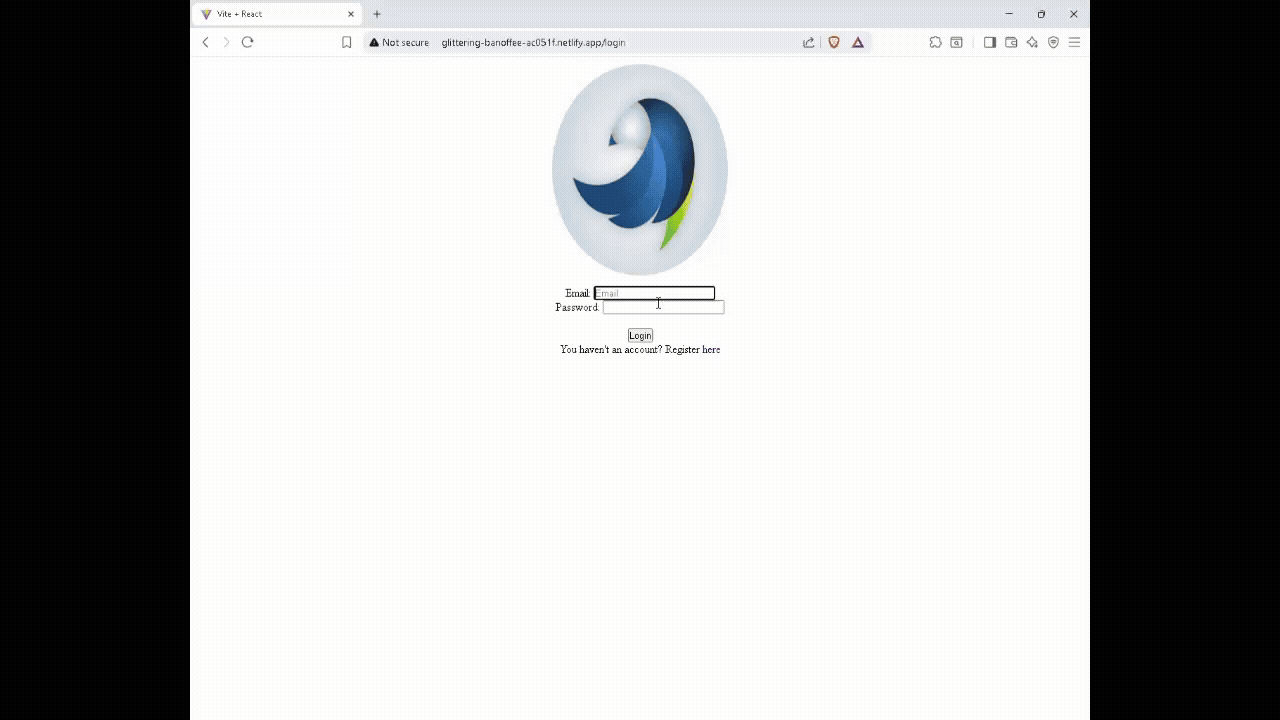 Vite + React
Not secure glittering-banoffee-ac051f.netlify.app/login
Email: Email
Password:
Login
You haven't an account? Register here